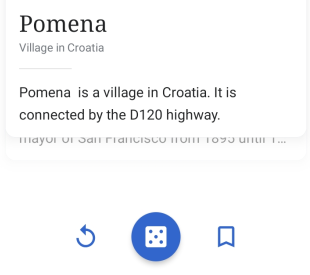 Pomena
Village in Croatia
Pomena is a village in Croatia. It is
connected by the D120 highway.
mayor of San Francisco from 1895 until 1…